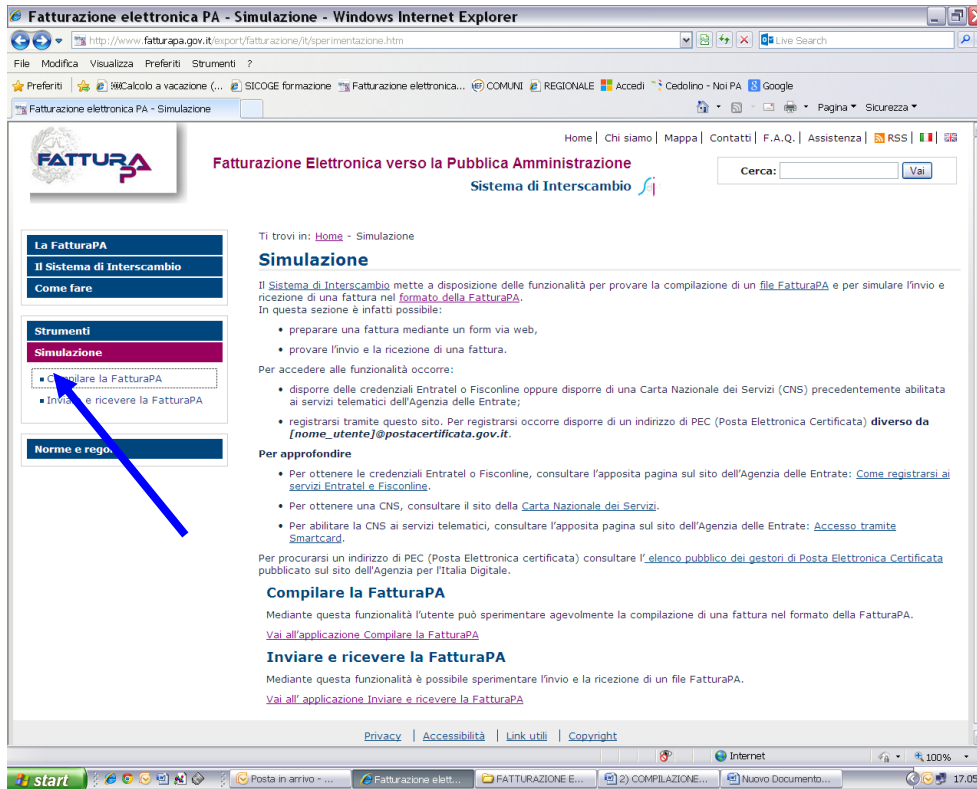 Fatturazione elettronica PA - Simulazione - Windows Internet Explorer
http://www.fatturapa.gov.it/export/fatturazione/it/sperimentazione.htm
Live Search
File Modifica Visualizza Preferiti Strumenti ?
Preferiti Calcolo a vacazione (... SICOGE formazione Fatturazione elettronica... COMUNI REGIONALE Accedi Cedolino - Noi PA Google
Fatturazione elettronica PA - Simulazione
Pagina Sicurezza
Home | Chi siamo | Mappa | Contatti | F.A.Q. | Assistenza | RSS |
FATTURA
P
Fatturazione Elettronica verso la Pubblica Amministrazione
Sistema di Interscambio
Cerca: Vai
La FatturaPA
Il Sistema di Interscambio
Come fare
Strumenti
Simulazione
Compilare la FatturaPA
Inviare e ricevere la FatturaPA
Norme e regole
Ti trovi in: Home - Simulazione
Simulazione
Il Sistema di Interscambio mette a disposizione delle funzionalità per provare la compilazione di un file FatturaPA e per simulare l'invio e
ricezione di una fattura nel formato della FatturaPA.
In questa sezione è infatti possibile:
• preparare una fattura mediante un form via web,
• provare l'invio e la ricezione di una fattura.
Per accedere alle funzionalità occorre:
• disporre delle credenziali Entratel o Fisconline oppure disporre di una Carta Nazionale dei Servizi (CNS) precedentemente abilitata
ai servizi telematici dell'Agenzia delle Entrate;
• registrarsi tramite questo sito. Per registrarsi occorre disporre di un indirizzo di PEC (Posta Elettronica Certificata) diverso da
[nome_utente]@postacertificata.gov.it.
Per approfondire
• Per ottenere le credenziali Entratel o Fisconline, consultare l'apposita pagina sul sito dell'Agenzia delle Entrate: Come registrarsi ai
servizi Entratel e Fisconline.
• Per ottenere una CNS, consultare il sito della Carta Nazionale dei Servizi.
• Per abilitare la CNS ai servizi telematici, consultare l'apposita pagina sul sito dell'Agenzia delle Entrate: Accesso tramite
Smartcard.
Per procurarsi un indirizzo di PEC (Posta Elettronica certificata) consultare l' elenco pubblico dei gestori di Posta Elettronica Certificata
pubblicato sul sito dell'Agenzia per l'Italia Digitale.
Compilare la FatturaPA
Mediante questa funzionalità l'utente può sperimentare agevolmente la compilazione di una fattura nel formato della FatturaPA.
Vai all'applicazione Compilare la FatturaPA
Inviare e ricevere la FatturaPA
Mediante questa funzionalità è possibile sperimentare l'invio e la ricezione di un file FatturaPA.
Vai all' applicazione Inviare e ricevere la FatturaPA
Privacy | Accessibilità | Link utili | Copyright
Internet 100%
start Posta in arrivo - ... Fatturazione elett... FATTURAZIONE E... 2) COMPILAZIONE... Nuovo Documento... 17.05